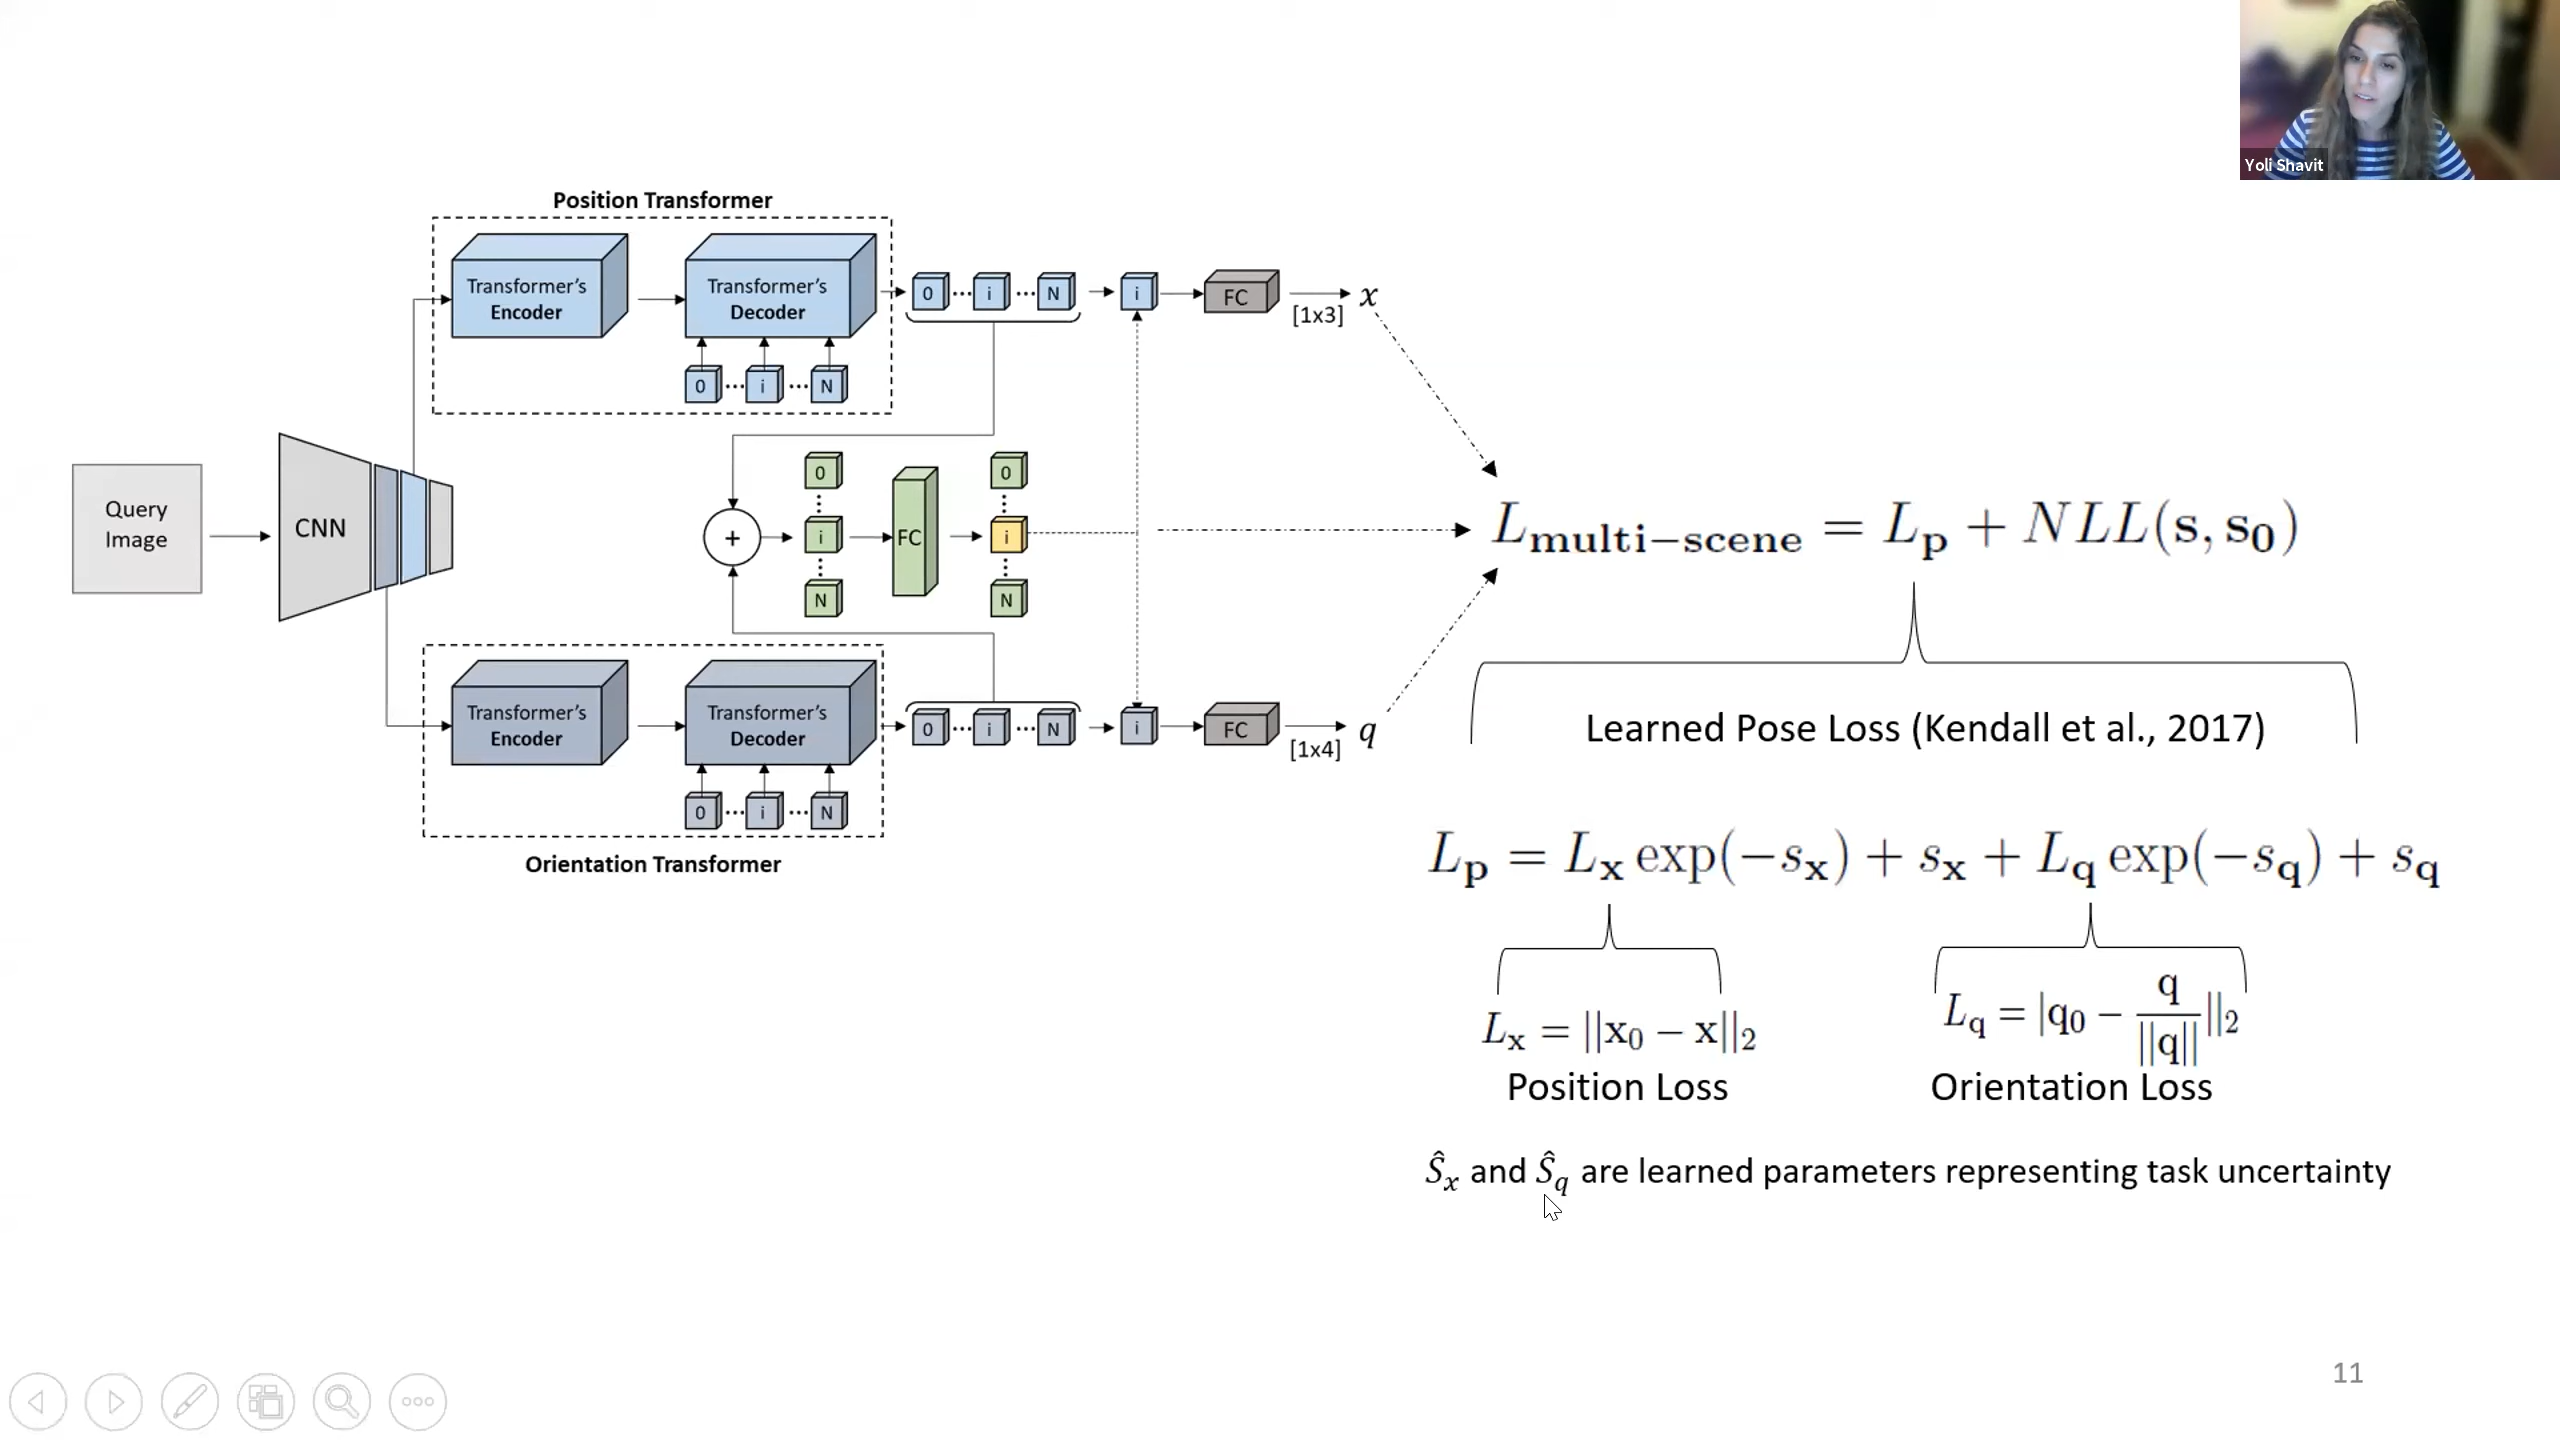 Yoli Shavit
Position Transformer
Transformer's
Encoder
Transformer's
Decoder
0 ... i ... N
0 ... i ... N
i
FC
[1x3]
x
Query
Image
CNN
+
0
⋮
i
⋮
N
FC
0
⋮
i
⋮
N
Transformer's
Encoder
Transformer's
Decoder
0 ... i ... N
0 ... i ... N
i
FC
[1x4]
q
Orientation Transformer
L_multi−scene = L_p + NLL(s, s_0)
Learned Pose Loss (Kendall et al., 2017)
L_p = L_x exp(−s_x) + s_x + L_q exp(−s_q) + s_q
L_x = ||x_0 − x||_2
Position Loss
L_q = |q_0 − q/||q|| ||_2
Orientation Loss
Ŝ_x and Ŝ_q are learned parameters representing task uncertainty
11